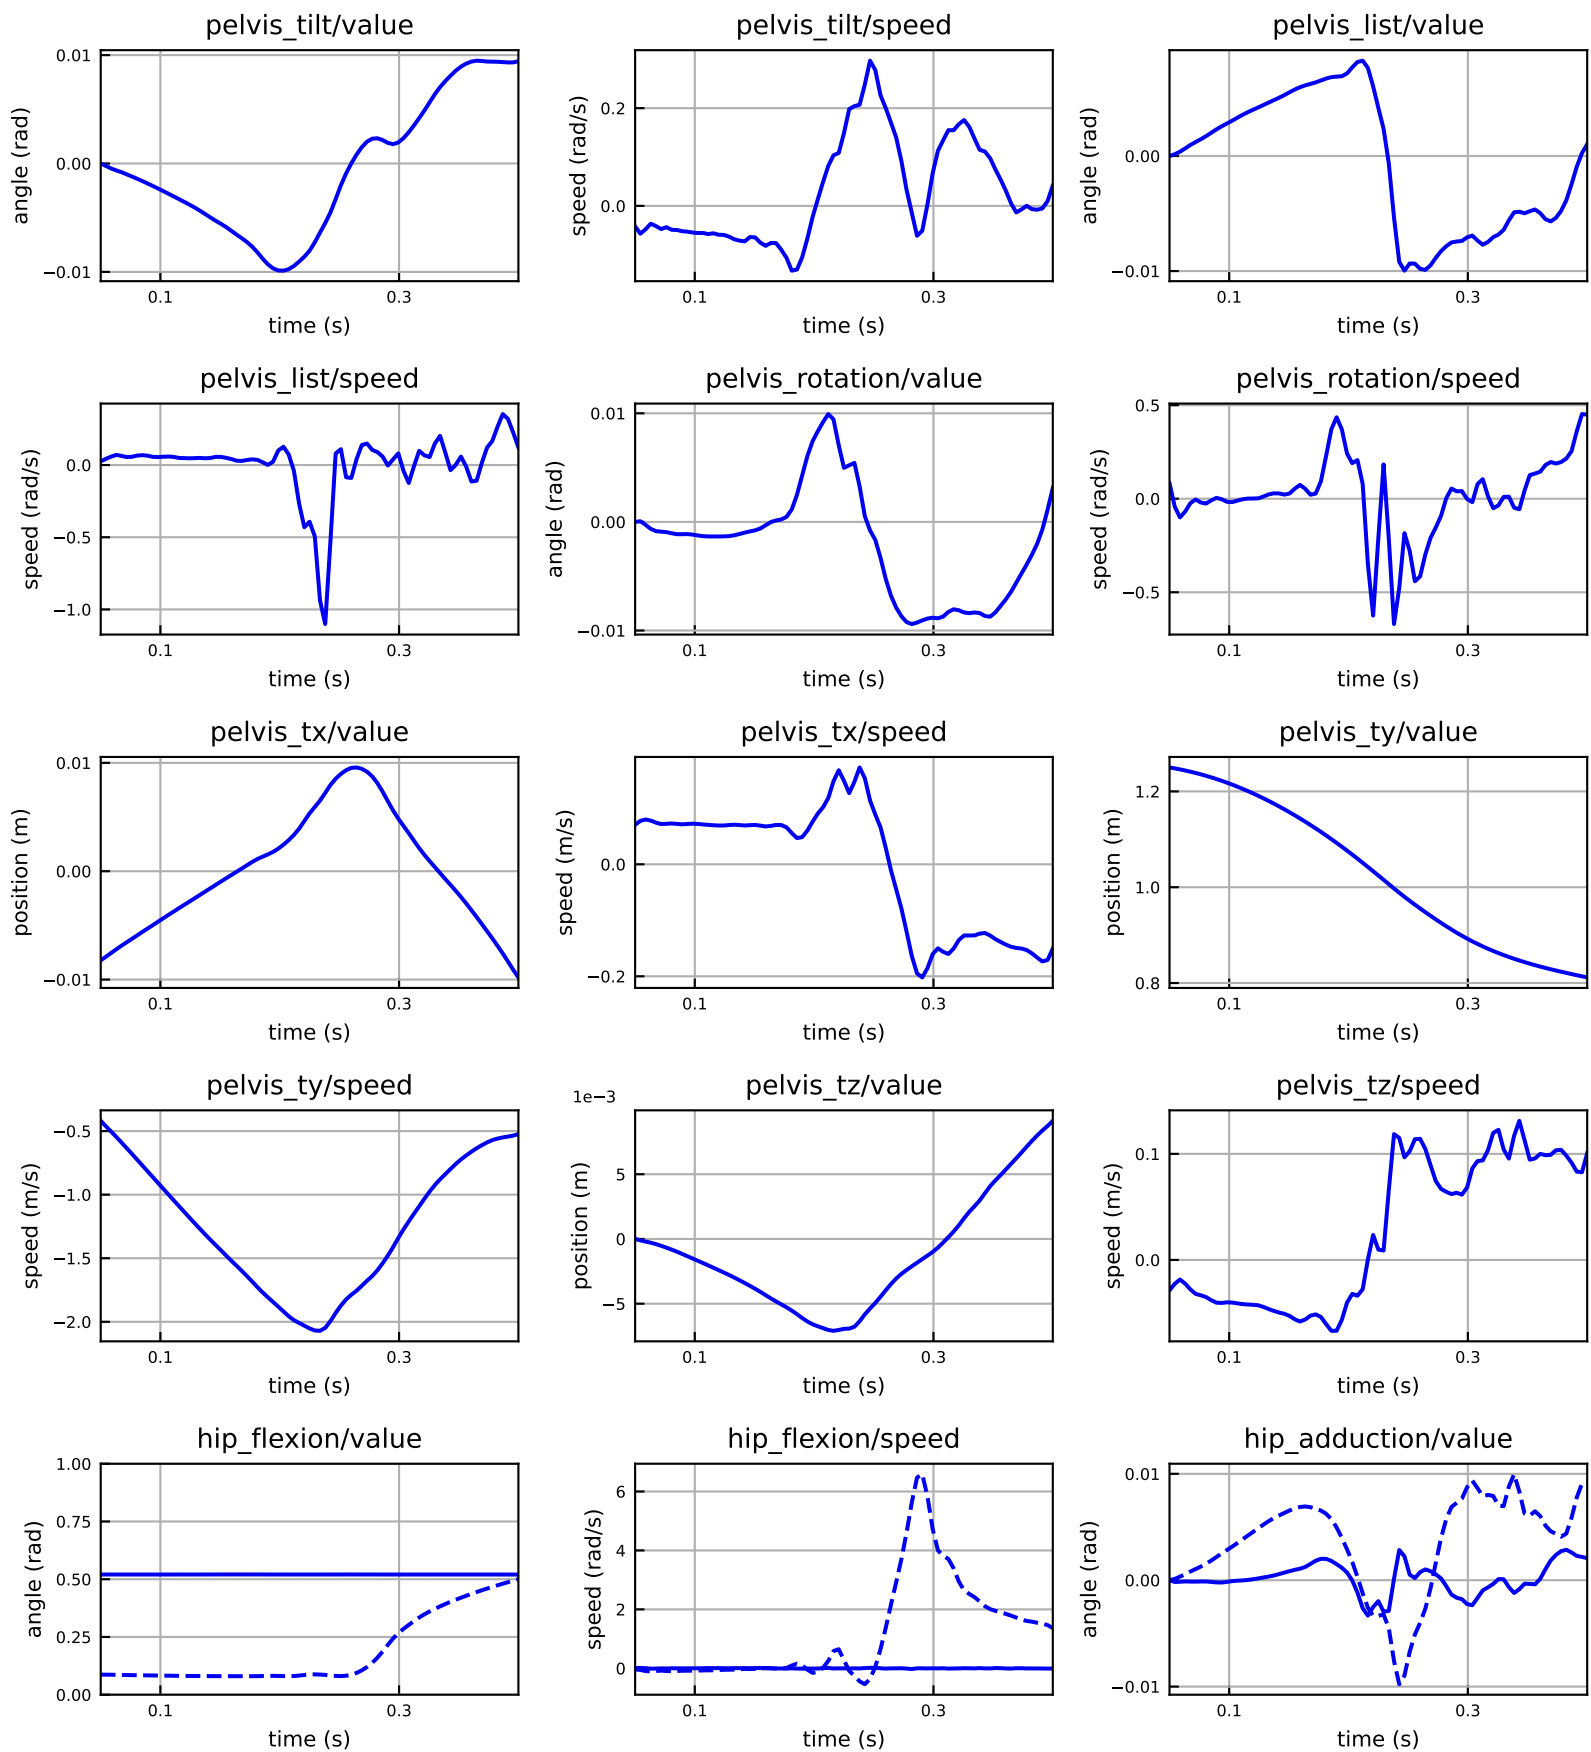 pelvis_tilt/value
pelvis_tilt/speed
pelvis_list/value
angle (rad)
0.01
0.00
−0.01
0.1
0.3
time (s)
speed (rad/s)
0.2
0.0
0.1
0.3
time (s)
angle (rad)
0.00
−0.01
0.1
0.3
time (s)
pelvis_list/speed
pelvis_rotation/value
pelvis_rotation/speed
speed (rad/s)
0.0
−0.5
−1.0
0.1
0.3
time (s)
angle (rad)
0.01
0.00
−0.01
0.1
0.3
time (s)
speed (rad/s)
0.5
0.0
−0.5
0.1
0.3
time (s)
pelvis_tx/value
pelvis_tx/speed
pelvis_ty/value
position (m)
0.01
0.00
−0.01
0.1
0.3
time (s)
speed (m/s)
0.0
−0.2
0.1
0.3
time (s)
position (m)
1.2
1.0
0.8
0.1
0.3
time (s)
pelvis_ty/speed
pelvis_tz/value
pelvis_tz/speed
speed (m/s)
−0.5
−1.0
−1.5
−2.0
0.1
0.3
time (s)
1e−3
position (m)
5
0
−5
0.1
0.3
time (s)
speed (m/s)
0.1
0.0
0.1
0.3
time (s)
hip_flexion/value
hip_flexion/speed
hip_adduction/value
angle (rad)
1.00
0.75
0.50
0.25
0.00
0.1
0.3
time (s)
speed (rad/s)
6
4
2
0
0.1
0.3
time (s)
angle (rad)
0.01
0.00
−0.01
0.1
0.3
time (s)